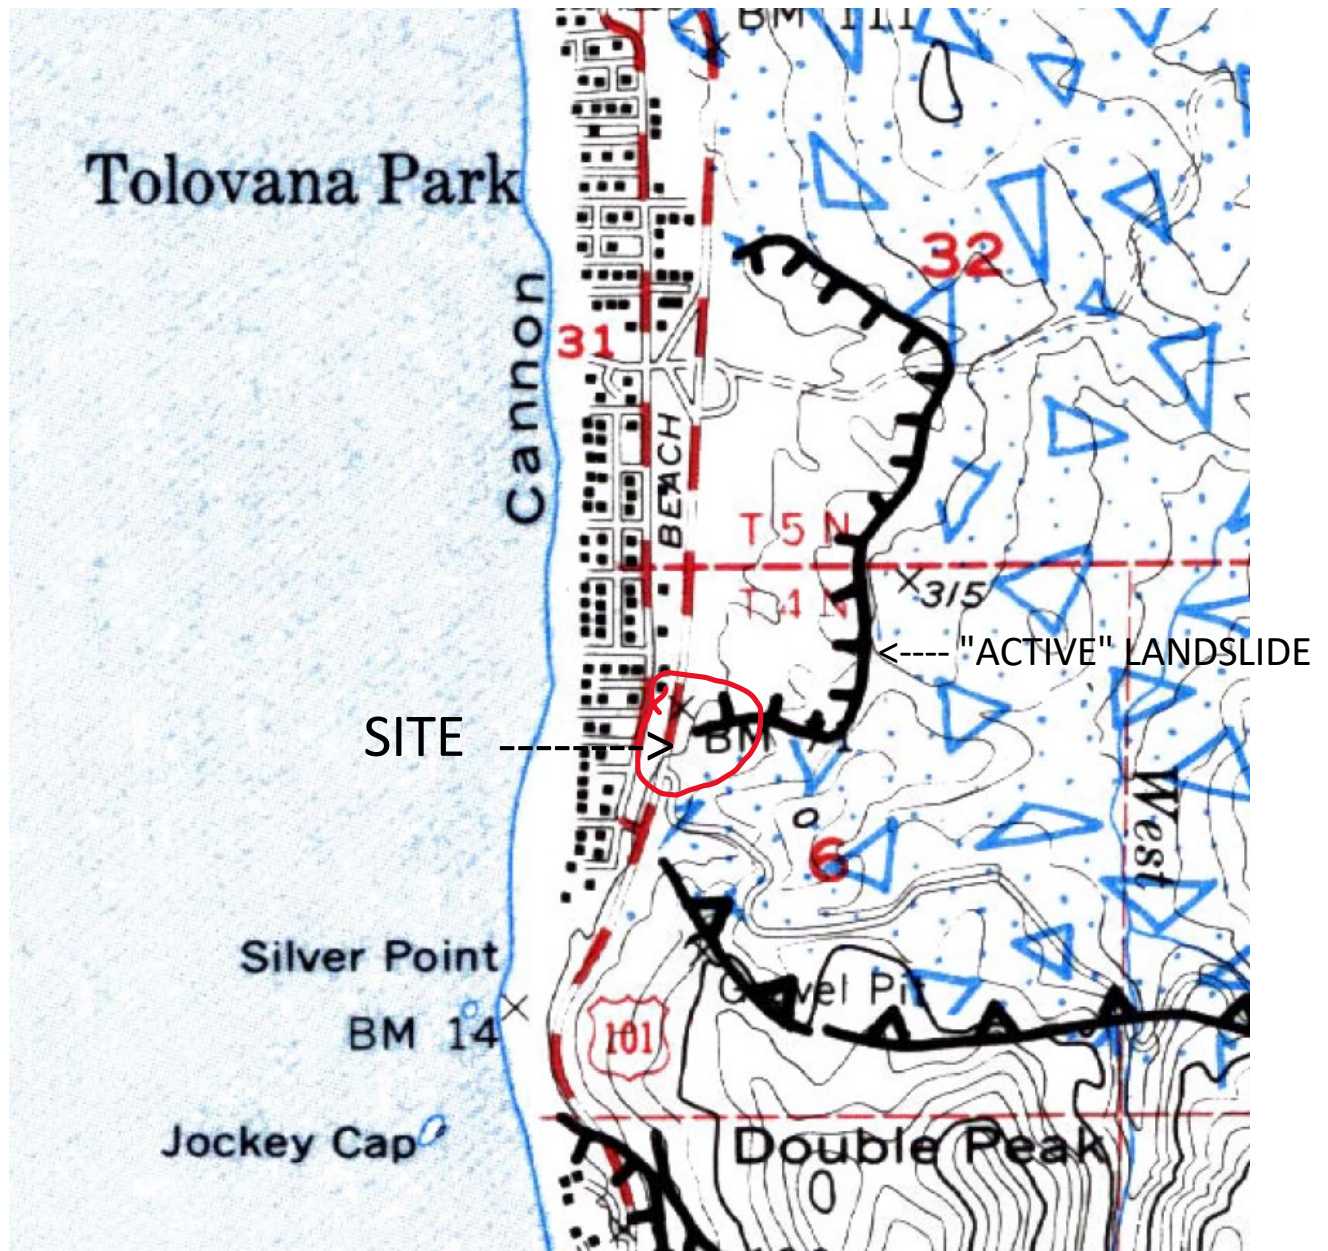 BM 111
Tolovana Park
32
Cannon
31
BEACH
T 5 N
T 4 N
×315
<---- "ACTIVE" LANDSLIDE
SITE ------->
BM 71
West
6
Silver Point
Gravel Pit
BM 14
101
Jockey Cap
Double Peak